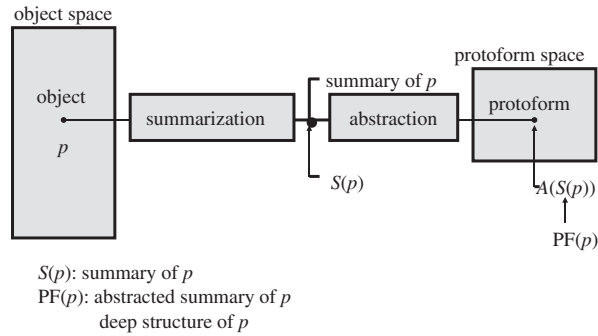 object space
protoform space
summary of p
object
protoform
summarization
abstraction
p
S(p)
A(S(p))
PF(p)
S(p): summary of p
PF(p): abstracted summary of p
deep structure of p